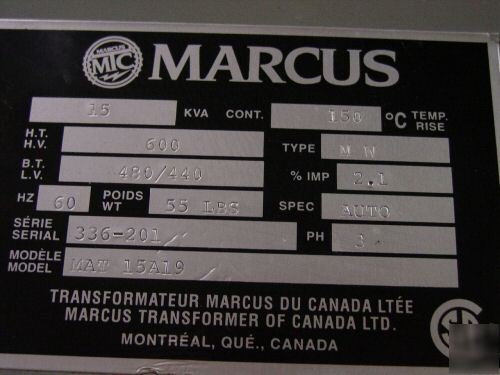 MARCUS
MIC
MARCUS
15 KVA CONT. 150 °C TEMP. RISE
H.T. H.V. 600 TYPE M N
B.T. L.V. 480/440 % IMP 2.1
HZ 60 POIDS WT 55 LBS SPEC AUTO
SÉRIE SERIAL 336-201 PH 3
MODÈLE MODEL MAT 15A19
TRANSFORMATEUR MARCUS DU CANADA LTÉE
MARCUS TRANSFORMER OF CANADA LTD.
MONTRÉAL, QUÉ., CANADA